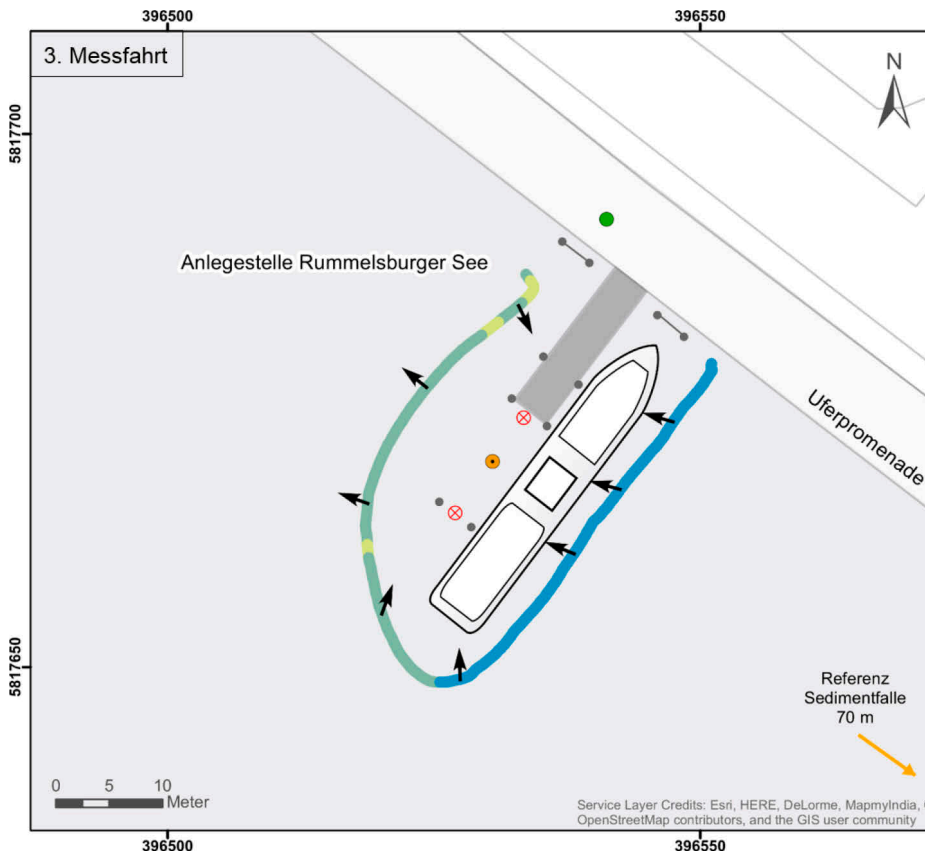 396500
396550
3. Messfahrt
N
5817700
Anlegestelle Rummelsburger See
Uferpromenade
5817650
Referenz
Sedimentfalle
70 m
0 5 10
Meter
Service Layer Credits: Esri, HERE, DeLorme, MapmyIndia,
OpenStreetMap contributors, and the GIS user community
396500
396550